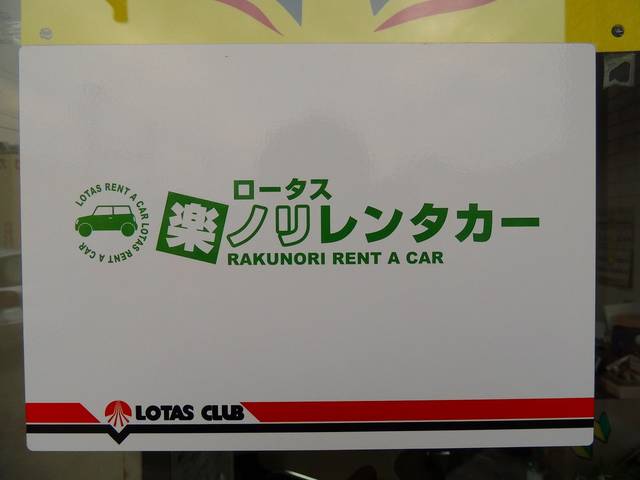 LOTAS RENT A CAR LOTAS RENT A CAR
ロータス
楽ノリレンタカー
RAKUNORI RENT A CAR
LOTAS CLUB